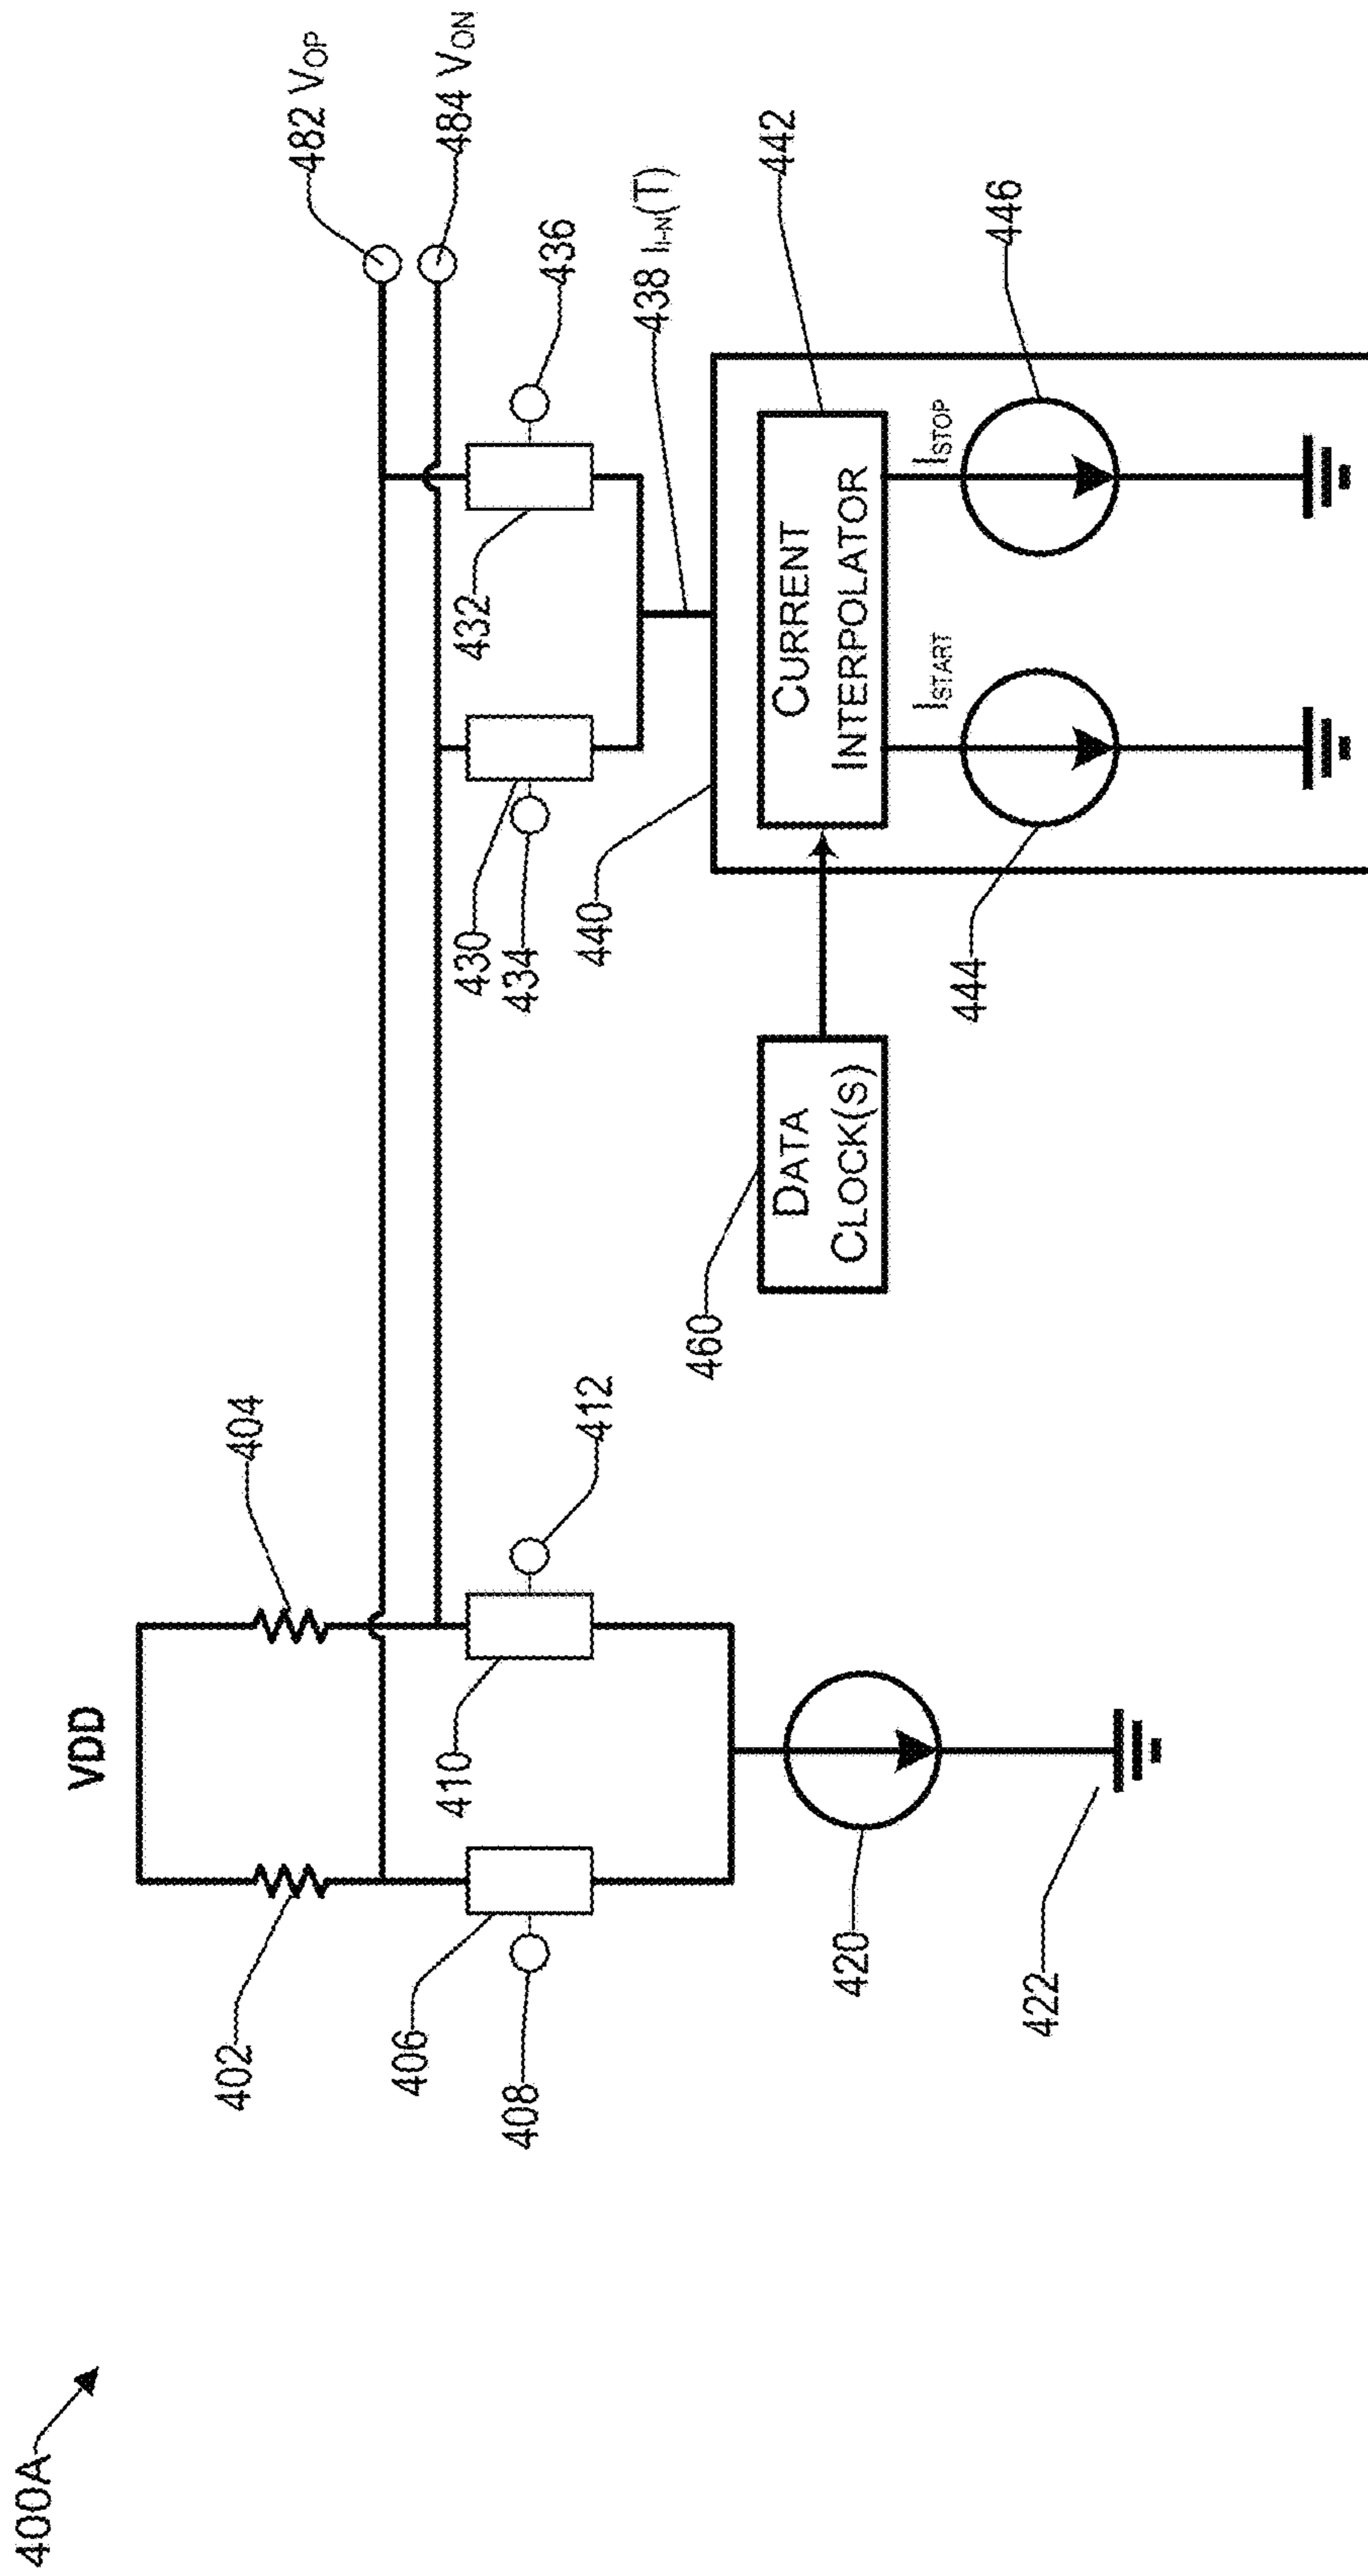 400A
VDD
402
404
406
408
410
412
420
422
482 VOP
484 VON
430
434
432
436
438 I1-N(T)
440
442
CURRENT
INTERPOLATOR
460
DATA
CLOCK(S)
ISTART
ISTOP
444
446